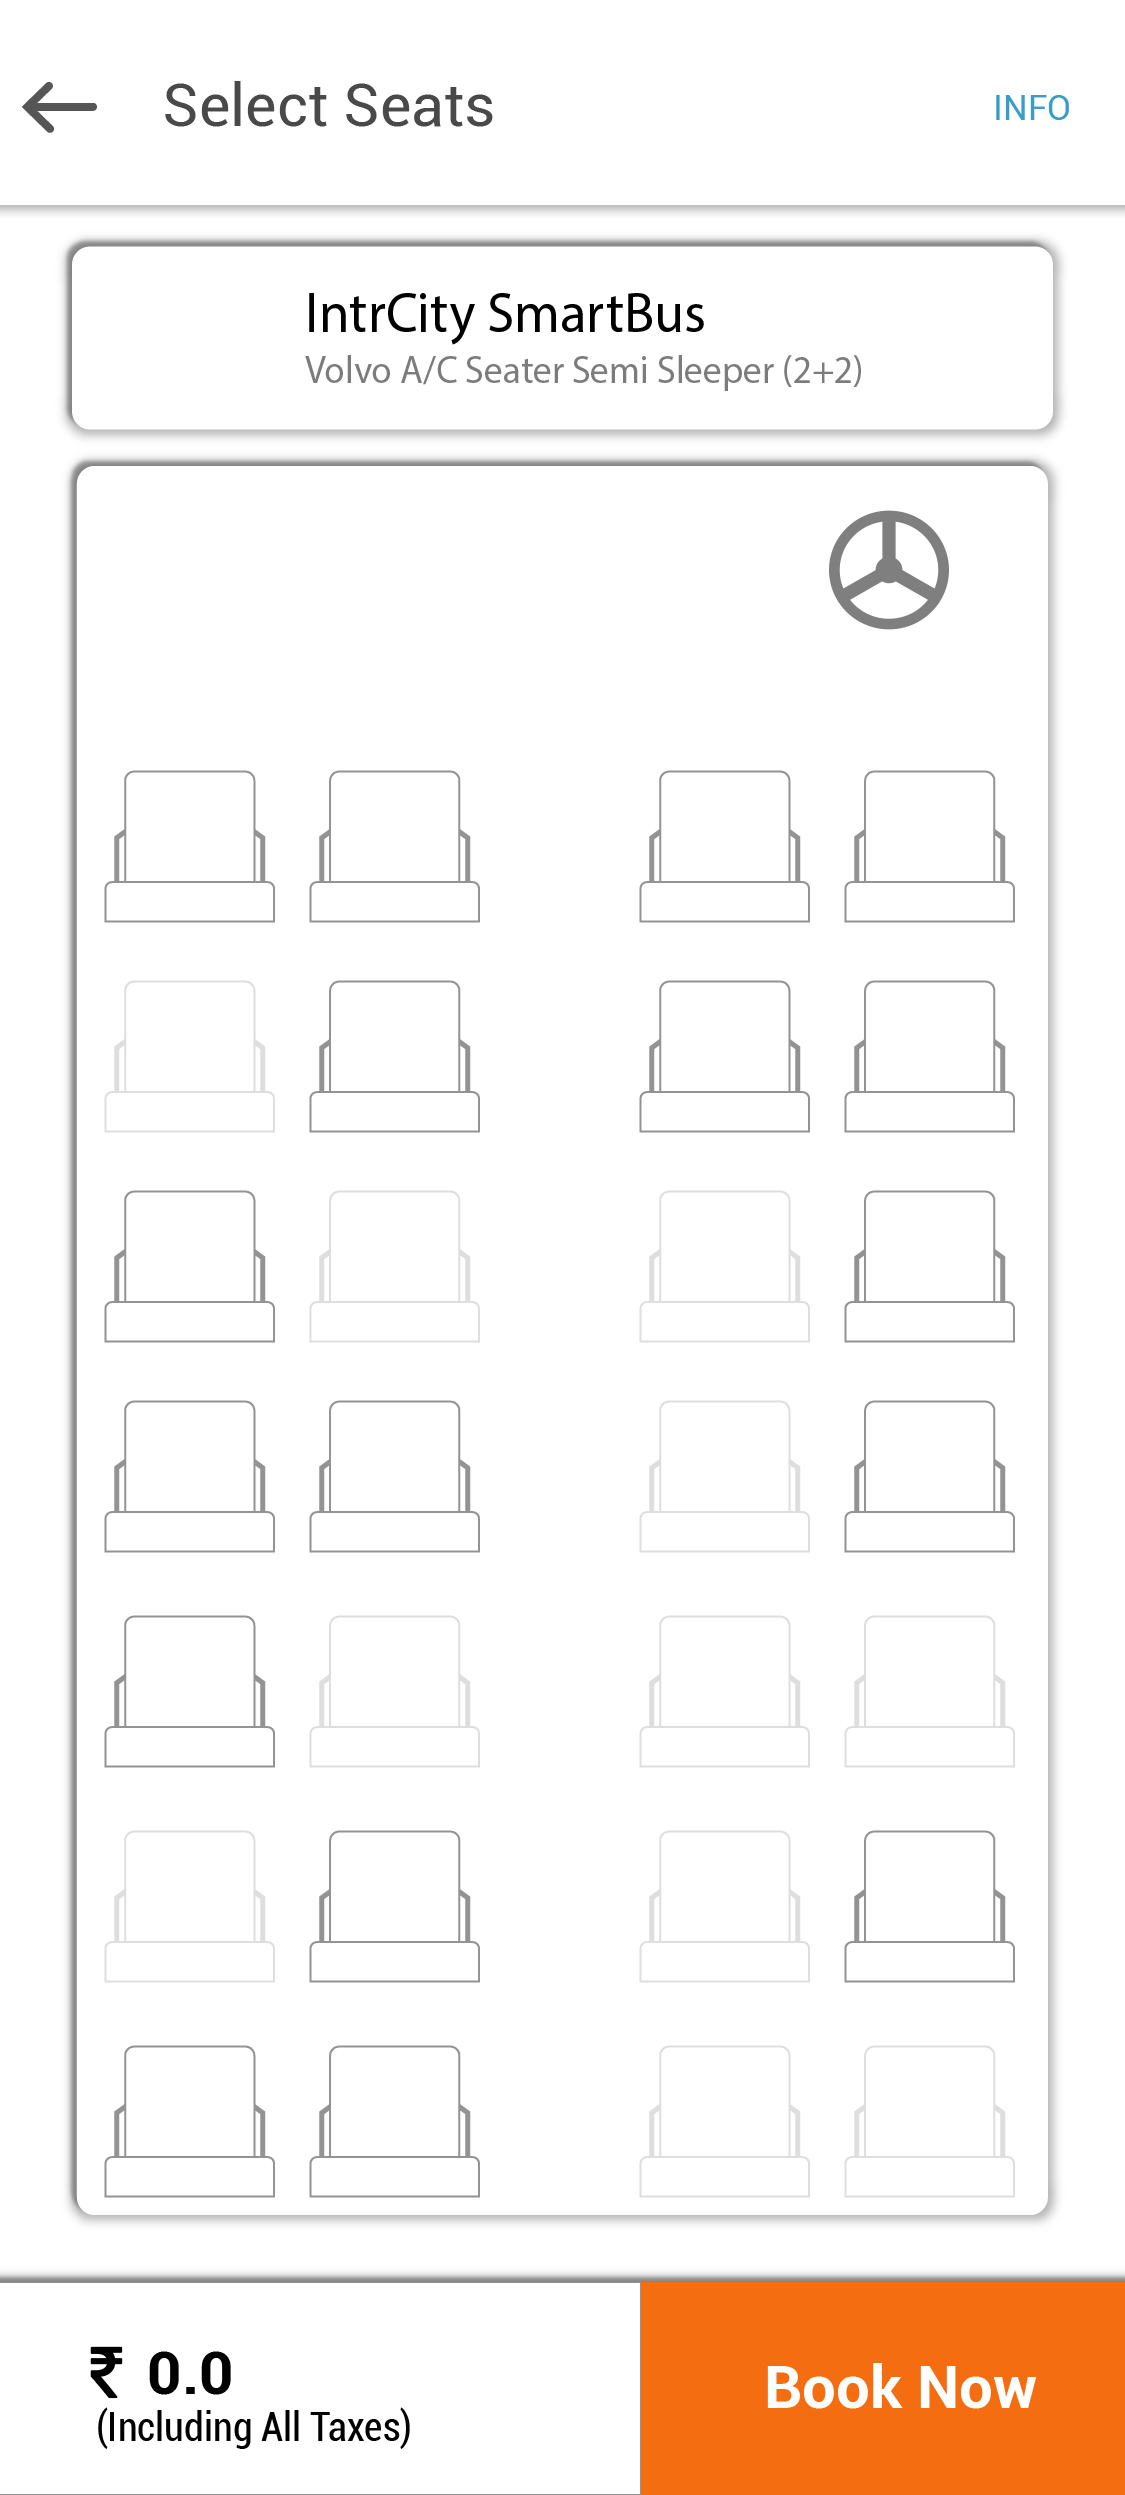 Select Seats
INFO
IntrCity SmartBus
Volvo A/C Seater Semi Sleeper (2+2)
₹ 0.0
(Including All Taxes)
Book Now